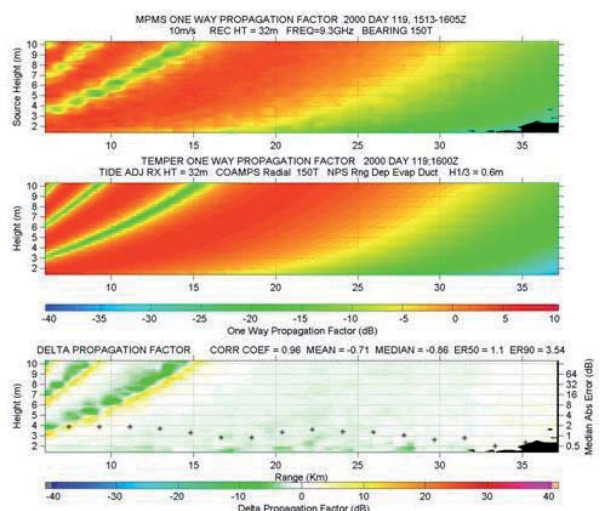 MPMS ONE WAY PROPAGATION FACTOR 2000 DAY 119, 1513-1605Z
10m/s REC HT = 32m FREQ=9.3GHz BEARING 150T
Source Height (m)
10
9
8
7
6
5
4
3
2
10 15 20 25 30 35
TEMPER ONE WAY PROPAGATION FACTOR 2000 DAY 119;1600Z
TIDE ADJ RX HT = 32m COAMPS Radial 150T NPS Rng Dep Evap Duct H1/3 = 0.6m
Height (m)
10
9
8
7
6
5
4
3
2
10 15 20 25 30 35
-40 -35 -30 -25 -20 -15 -10 -5 0 5 10
One Way Propagation Factor (dB)
DELTA PROPAGATION FACTOR CORR COEF = 0.96 MEAN = -0.71 MEDIAN = -0.86 ER50 = 1.1 ER90 = 3.54
Height (m)
10
9
8
7
6
5
4
3
2
64
32
16
8
4
2
1
0.5
Median Abs Error (dB)
10 15 20 25 30 35
Range (Km)
-40 -30 -20 -10 0 10 20 30 40
Delta Propagation Factor (dB)